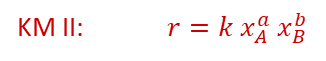 KM II: r = k x_A^a x_B^b